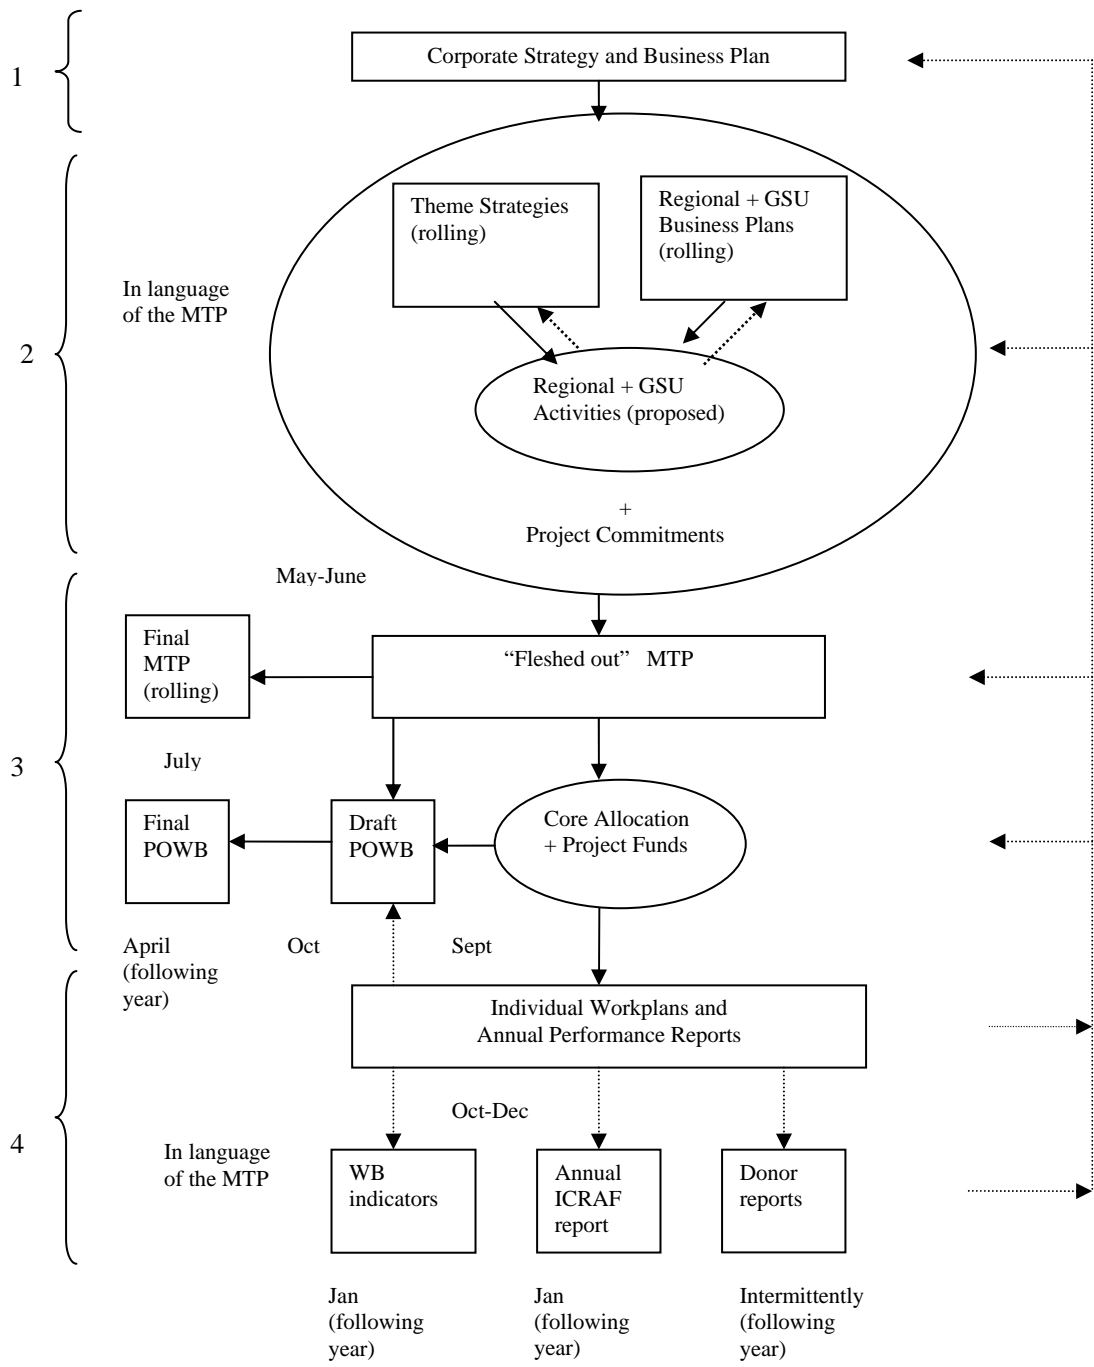 1
Corporate Strategy and Business Plan
2
In language
of the MTP
Theme Strategies
(rolling)
Regional + GSU
Business Plans
(rolling)
Regional + GSU
Activities (proposed)
+
Project Commitments
May-June
3
Final
MTP
(rolling)
“Fleshed out” MTP
July
Final
POWB
Draft
POWB
Core Allocation
+ Project Funds
April
(following
year)
Oct
Sept
4
Individual Workplans and
Annual Performance Reports
Oct-Dec
In language
of the MTP
WB
indicators
Annual
ICRAF
report
Donor
reports
Jan
(following
year)
Jan
(following
year)
Intermittently
(following
year)